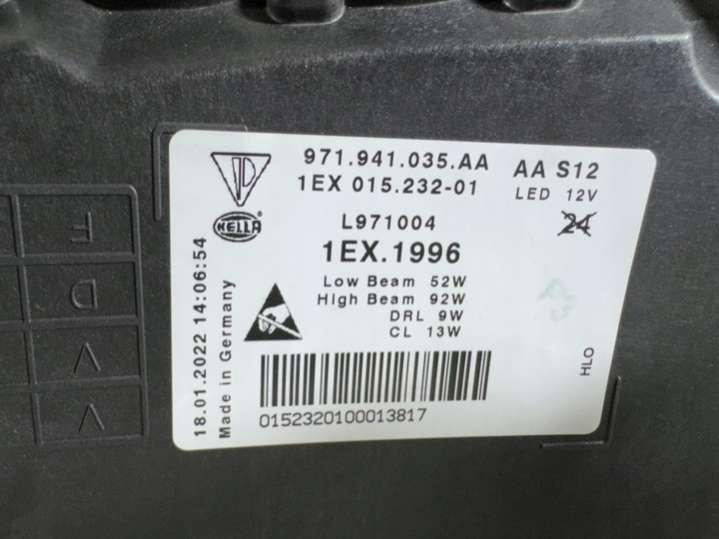 971.941.035.AA AA S12
1EX 015.232-01 LED 12V
24
HELLA
L971004
1EX.1996
Low Beam 52W
High Beam 92W
DRL 9W
CL 13W
0152320100013817
18.01.2022 14:06:54
Made in Germany
HLO
F
D
V
V